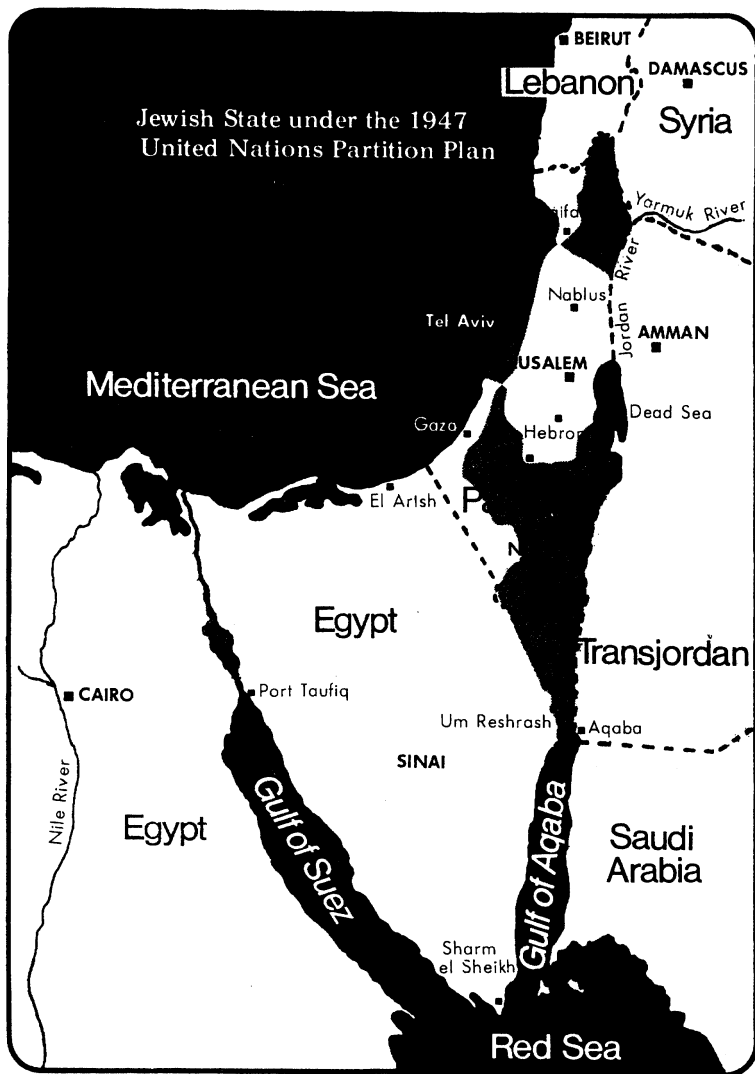 BEIRUT
DAMASCUS
Lebanon
Syria
Jewish State under the 1947
United Nations Partition Plan
Yarmuk River
aifa
Jordan River
Nablus
Tel Aviv
AMMAN
USALEM
Mediterranean Sea
Dead Sea
Gaza
Hebron
El Arish
P
N
Egypt
Transjordan
CAIRO
Port Taufiq
Um Reshrash
Aqaba
SINAI
Nile River
Egypt
Gulf of Suez
Gulf of Aqaba
Saudi
Arabia
Sharm
el Sheikh
Red Sea